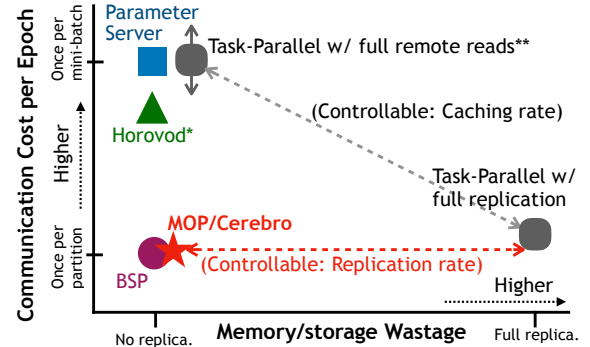 Parameter
Server
Task-Parallel w/ full remote reads**
(Controllable: Caching rate)
Horovod*
Task-Parallel w/
full replication
MOP/Cerebro
(Controllable: Replication rate)
BSP
Higher
Communication Cost per Epoch
Higher
Once per
mini-batch
Once per
partition
No replica.
Memory/storage Wastage
Full replica.